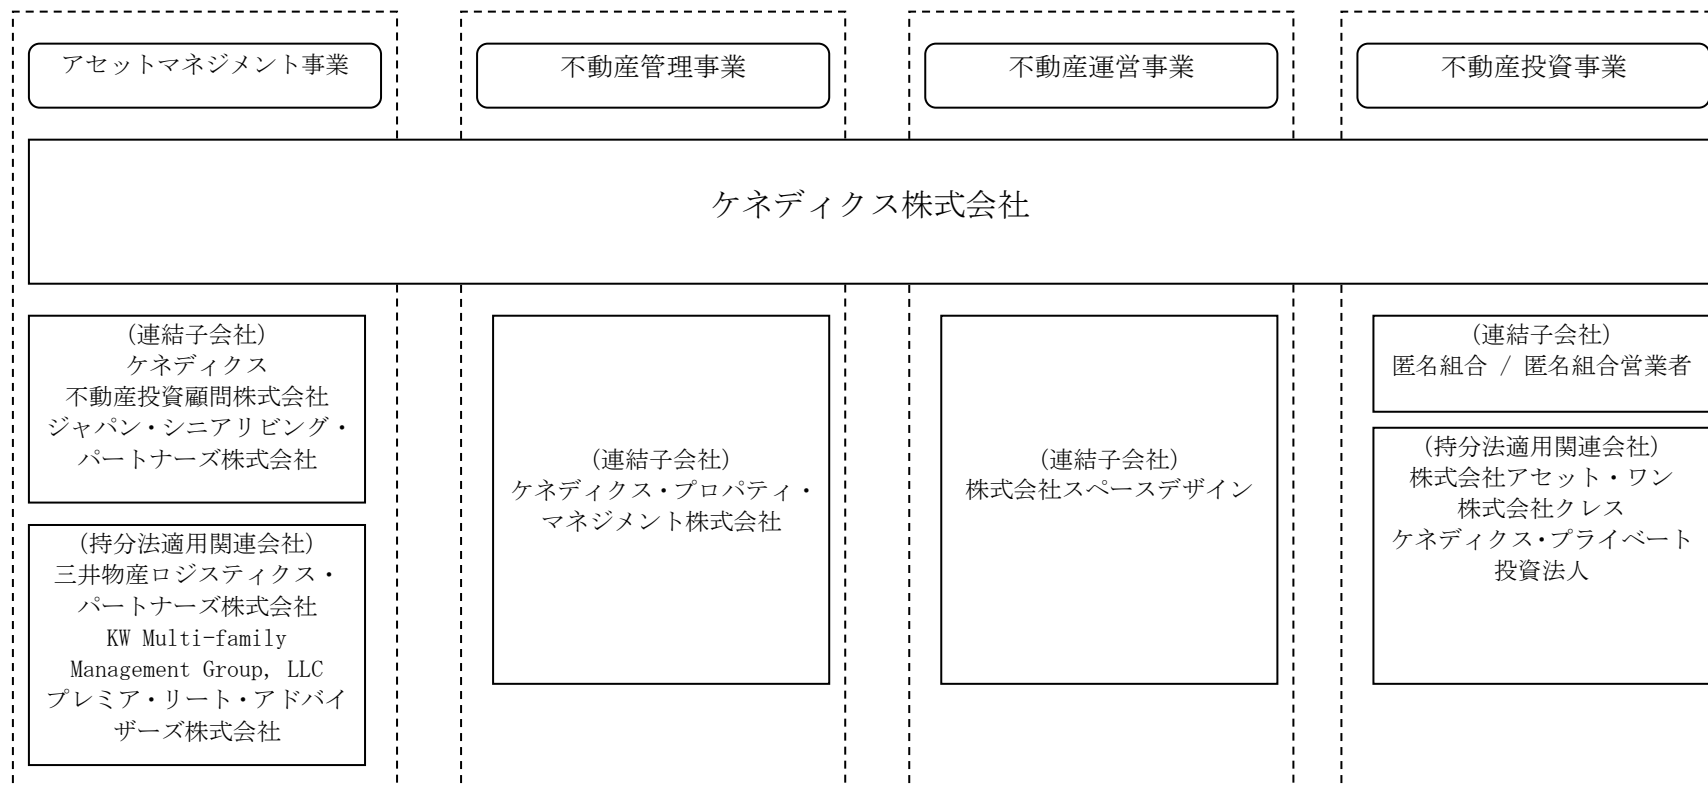 アセットマネジメント事業
不動産管理事業
不動産運営事業
不動産投資事業
ケネディクス株式会社
(連結子会社)
ケネディクス
不動産投資顧問株式会社
ジャパン・シニアリビング・
パートナーズ株式会社
(持分法適用関連会社)
三井物産ロジスティクス・
パートナーズ株式会社
KW Multi-family
Management Group, LLC
プレミア・リート・アドバイ
ザーズ株式会社
(連結子会社)
ケネディクス・プロパティ・
マネジメント株式会社
(連結子会社)
株式会社スペースデザイン
(連結子会社)
匿名組合 / 匿名組合営業者
(持分法適用関連会社)
株式会社アセット・ワン
株式会社クレス
ケネディクス・プライベート
投資法人